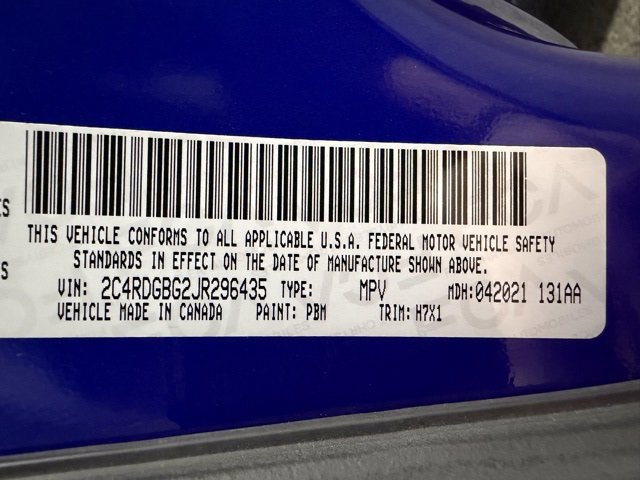 ES
THIS VEHICLE CONFORMS TO ALL APPLICABLE U.S.A. FEDERAL MOTOR VEHICLE SAFETY
STANDARDS IN EFFECT ON THE DATE OF MANUFACTURE SHOWN ABOVE.
S
VIN: 2C4RDGBG2JR296435 TYPE: MPV MDH:042021 131AA
VEHICLE MADE IN CANADA PAINT: PBM TRIM: H7X1